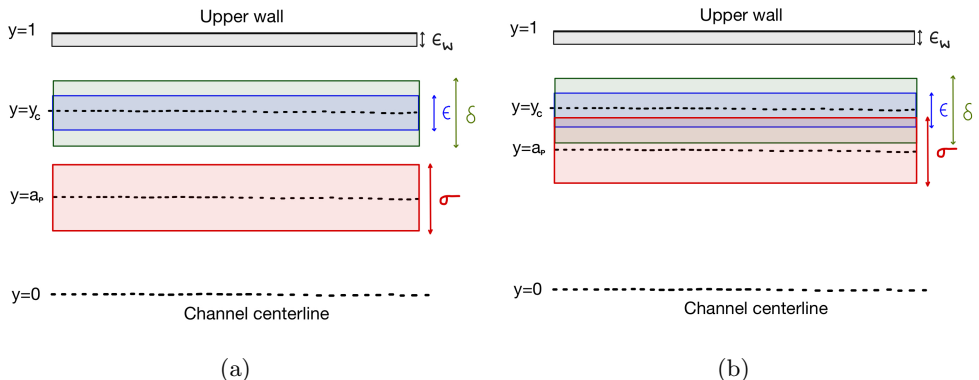 Upper wall
y=1
ϵ_w
y=y_c
ϵ
δ
y=a_p
σ
y=0
Channel centerline
(a)
Upper wall
y=1
ϵ_w
y=y_c
ϵ
δ
y=a_p
σ
y=0
Channel centerline
(b)